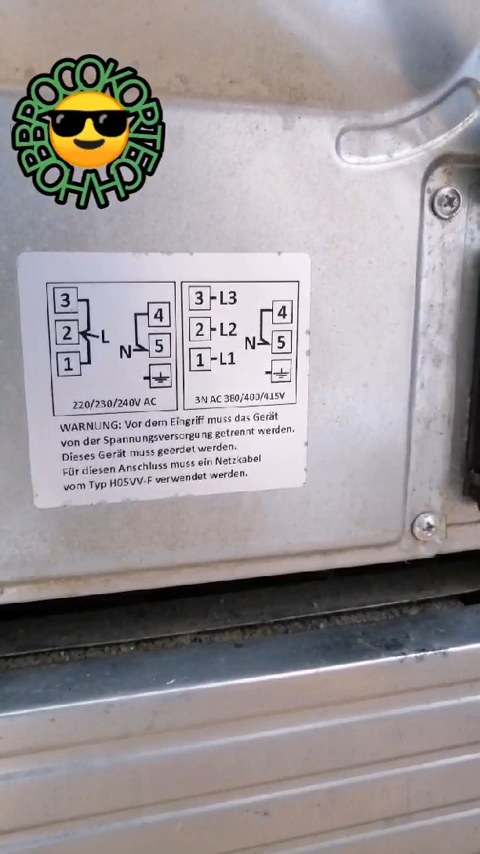 BROCOKORTECHHOBB
3
2
1
L
N
4
5
220/230/240V AC
3 L3
2 L2
1 L1
4
N 5
3N AC 380/400/415V
WARNUNG: Vor dem Eingriff muss das Gerät
von der Spannungsversorgung getrennt werden.
Dieses Gerät muss geerdet werden.
Für diesen Anschluss muss ein Netzkabel
vom Typ H05VV-F verwendet werden.